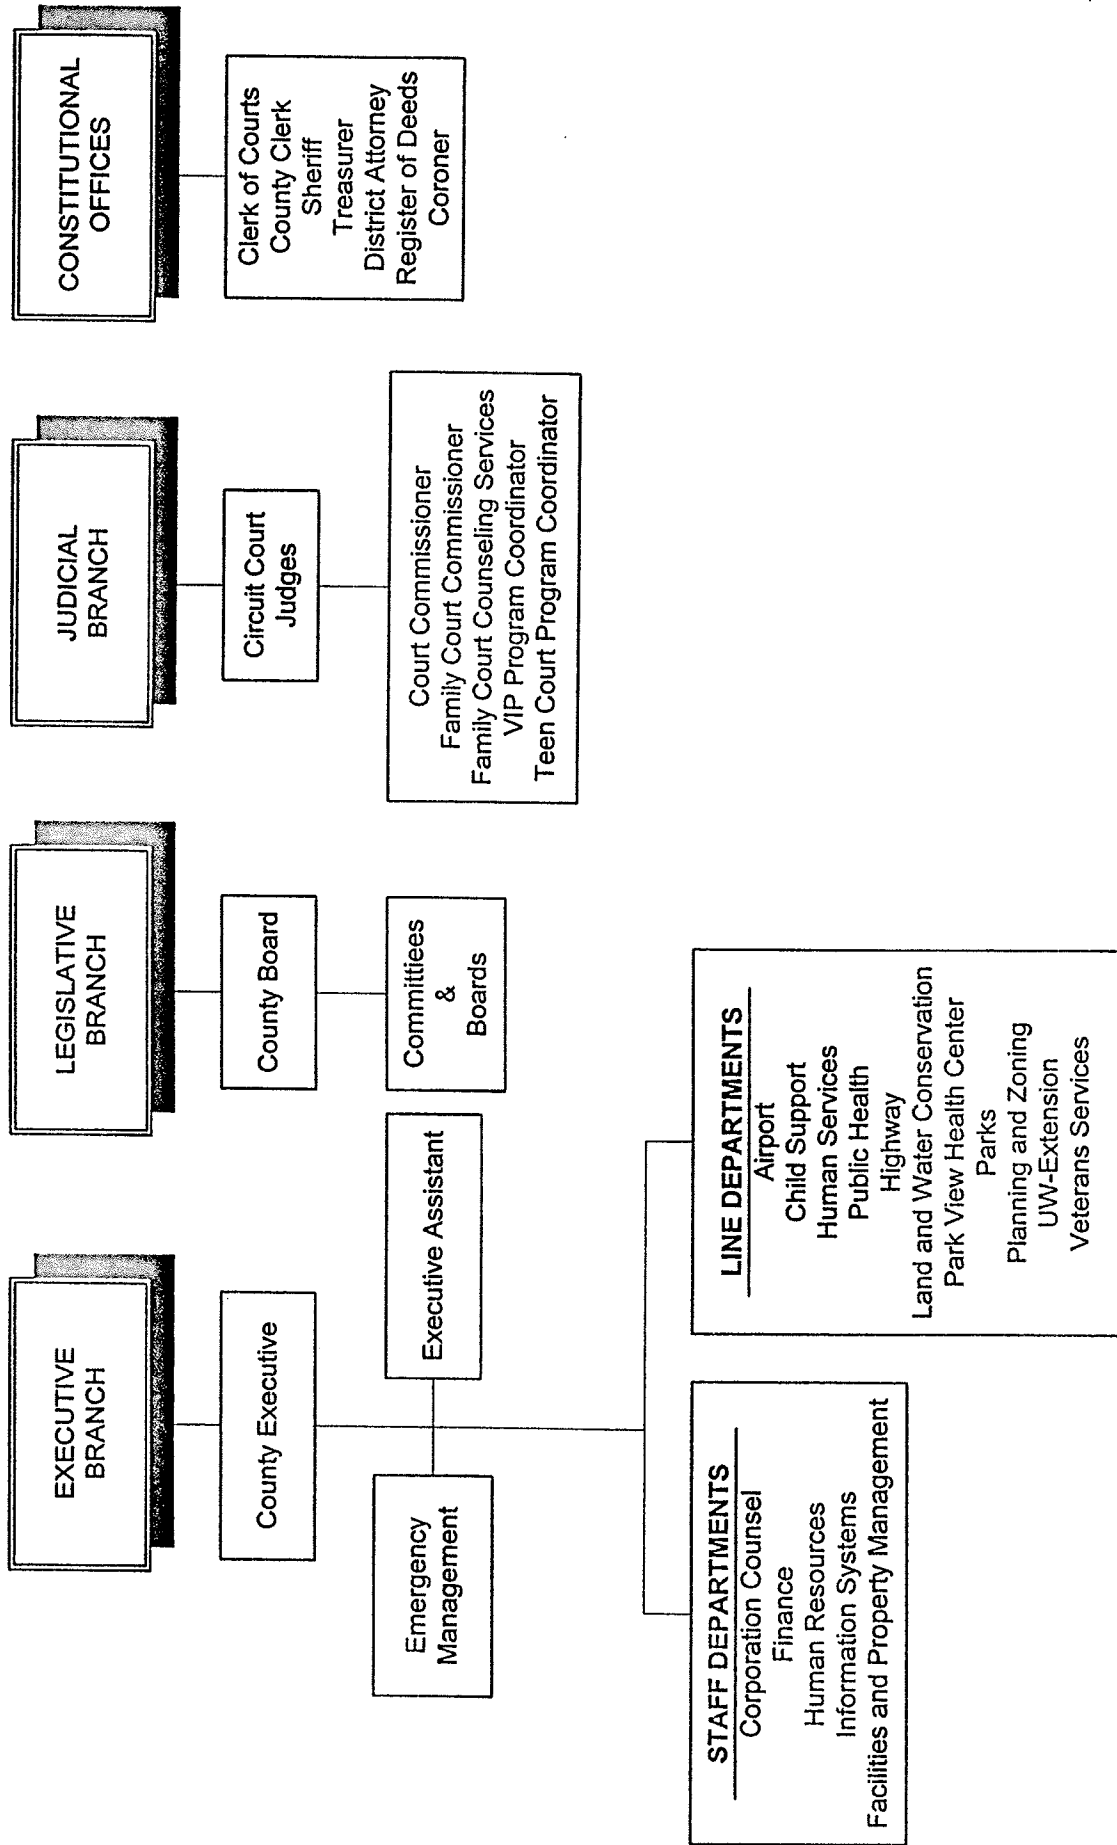 EXECUTIVE
BRANCH
County Executive
Emergency
Management
Executive Assistant
STAFF DEPARTMENTS
Corporation Counsel
Finance
Human Resources
Information Systems
Facilities and Property Management
LINE DEPARTMENTS
Airport
Child Support
Human Services
Public Health
Highway
Land and Water Conservation
Park View Health Center
Parks
Planning and Zoning
UW-Extension
Veterans Services
LEGISLATIVE
BRANCH
County Board
Committiees
&
Boards
JUDICIAL
BRANCH
Circuit Court
Judges
Court Commissioner
Family Court Commissioner
Family Court Counseling Services
VIP Program Coordinator
Teen Court Program Coordinator
CONSTITUTIONAL
OFFICES
Clerk of Courts
County Clerk
Sheriff
Treasurer
District Attorney
Register of Deeds
Coroner